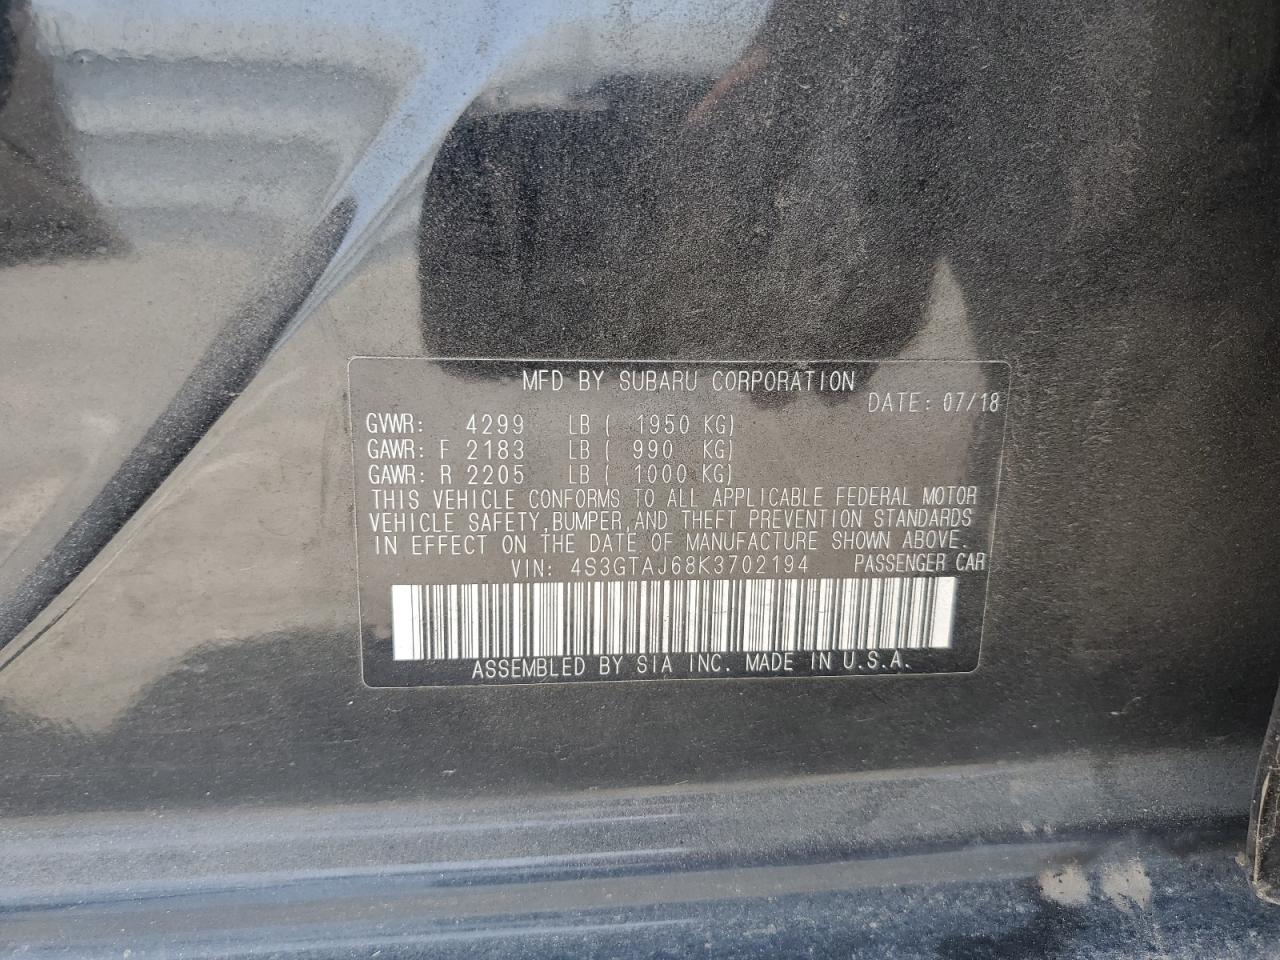 MFD BY SUBARU CORPORATION
DATE: 07/18
GVWR: 4299 LB ( 1950 KG)
GAWR: F 2183 LB ( 990 KG)
GAWR: R 2205 LB ( 1000 KG)
THIS VEHICLE CONFORMS TO ALL APPLICABLE FEDERAL MOTOR
VEHICLE SAFETY, BUMPER, AND THEFT PREVENTION STANDARDS
IN EFFECT ON THE DATE OF MANUFACTURE SHOWN ABOVE.
VIN: 4S3GTAJ68K3702194 PASSENGER CAR
ASSEMBLED BY SIA INC. MADE IN U.S.A.